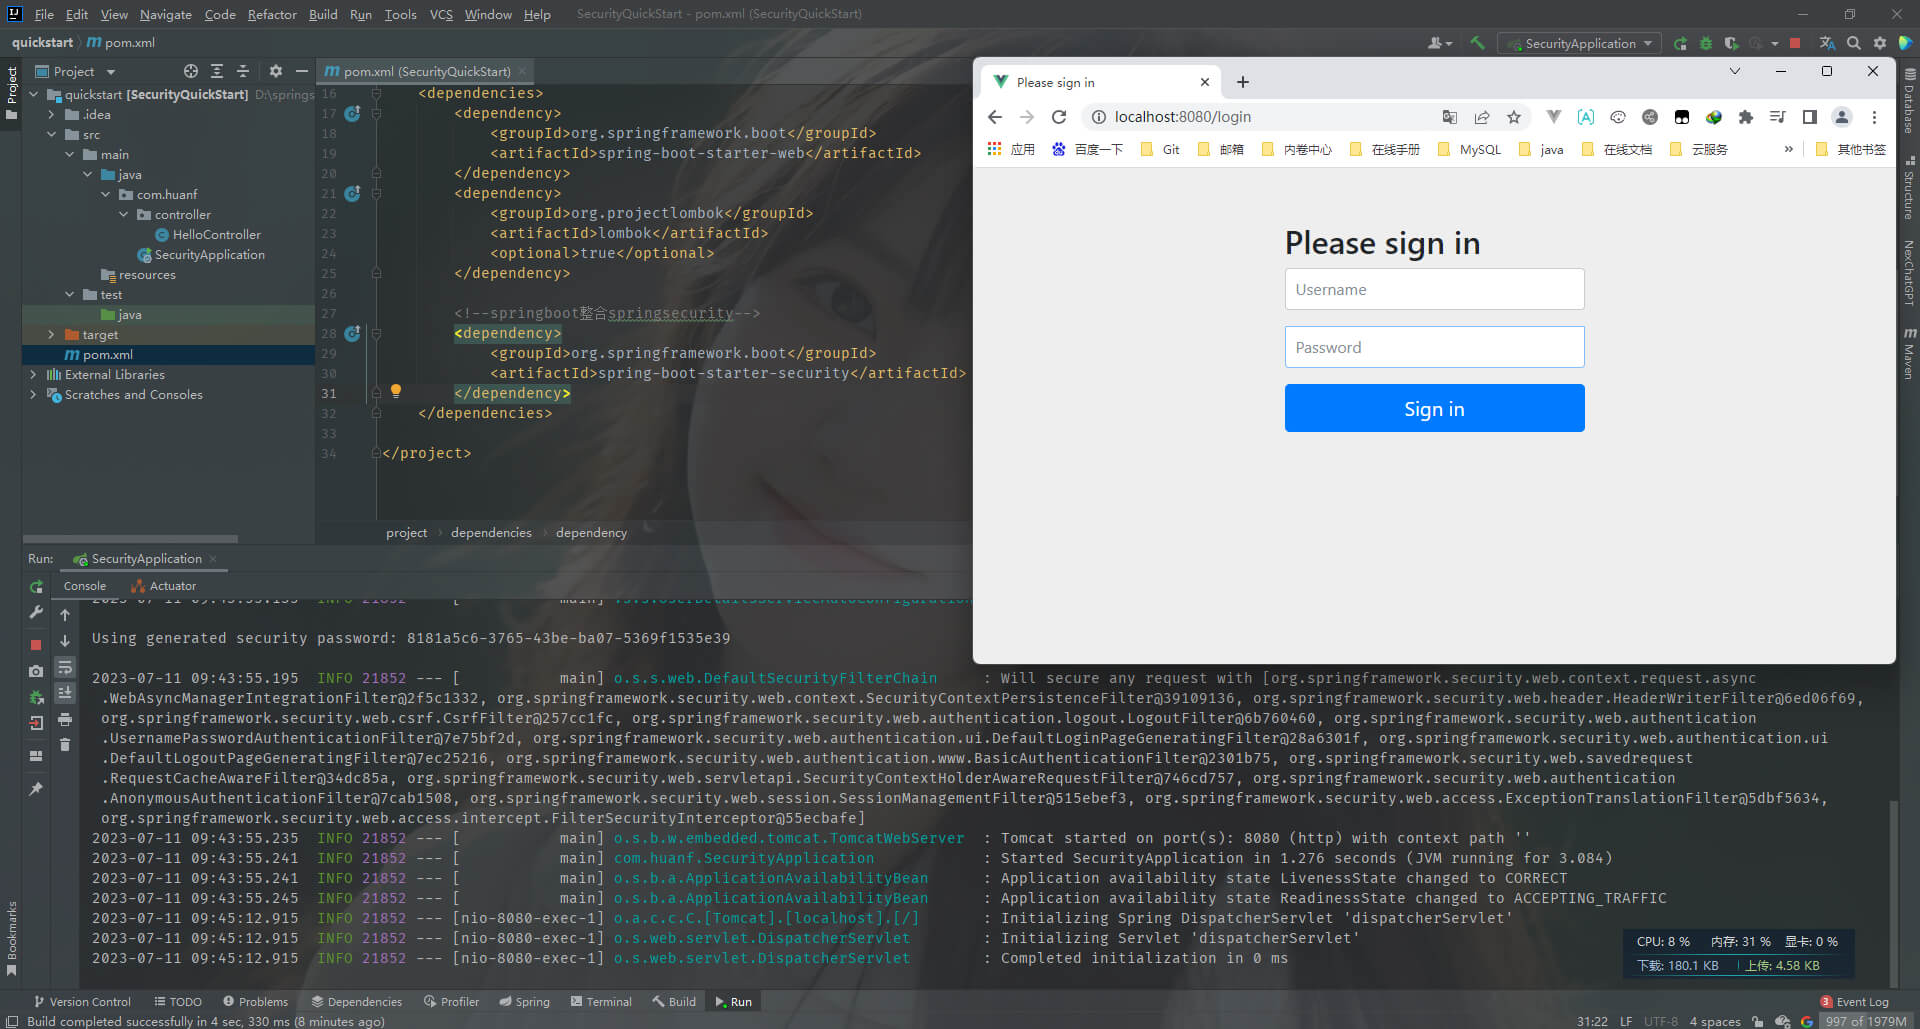 File Edit View Navigate Code Refactor Build Run Tools VCS Window Help SecurityQuickStart - pom.xml (SecurityQuickStart)
quickstart pom.xml SecurityApplication
Project
Project
quickstart [SecurityQuickStart] D:\springs
.idea
src
main
java
com.huanf
controller
HelloController
SecurityApplication
resources
test
java
target
pom.xml
External Libraries
Scratches and Consoles
pom.xml (SecurityQuickStart)
16 <dependencies>
17 <dependency>
18 <groupId>org.springframework.boot</groupId>
19 <artifactId>spring-boot-starter-web</artifactId>
20 </dependency>
21 <dependency>
22 <groupId>org.projectlombok</groupId>
23 <artifactId>lombok</artifactId>
24 <optional>true</optional>
25 </dependency>
26
27 <!--springboot整合springsecurity-->
28 <dependency>
29 <groupId>org.springframework.boot</groupId>
30 <artifactId>spring-boot-starter-security</artifactId>
31 </dependency>
32 </dependencies>
33
34 </project>
project dependencies dependency
Please sign in
localhost:8080/login
应用 百度一下 Git 邮箱 内卷中心 在线手册 MySQL java 在线文档 云服务 » 其他书签
Please sign in
Username
Password
Sign in
Database
Structure
NexChatGPT
Maven
Run: SecurityApplication
Console Actuator
Using generated security password: 8181a5c6-3765-43be-ba07-5369f1535e39
2023-07-11 09:43:55.195 INFO 21852 --- [ main] o.s.s.web.DefaultSecurityFilterChain : Will secure any request with [org.springframework.security.web.context.request.async
.WebAsyncManagerIntegrationFilter@2f5c1332, org.springframework.security.web.context.SecurityContextPersistenceFilter@39109136, org.springframework.security.web.header.HeaderWriterFilter@6ed06f69,
org.springframework.security.web.csrf.CsrfFilter@257cc1fc, org.springframework.security.web.authentication.logout.LogoutFilter@6b760460, org.springframework.security.web.authentication
.UsernamePasswordAuthenticationFilter@7e75bf2d, org.springframework.security.web.authentication.ui.DefaultLoginPageGeneratingFilter@28a6301f, org.springframework.security.web.authentication.ui
.DefaultLogoutPageGeneratingFilter@7ec25216, org.springframework.security.web.authentication.www.BasicAuthenticationFilter@2301b75, org.springframework.security.web.savedrequest
.RequestCacheAwareFilter@34dc85a, org.springframework.security.web.servletapi.SecurityContextHolderAwareRequestFilter@746cd757, org.springframework.security.web.authentication
.AnonymousAuthenticationFilter@7cab1508, org.springframework.security.web.session.SessionManagementFilter@515ebef3, org.springframework.security.web.access.ExceptionTranslationFilter@5dbf5634,
org.springframework.security.web.access.intercept.FilterSecurityInterceptor@55ecbafe]
2023-07-11 09:43:55.235 INFO 21852 --- [ main] o.s.b.w.embedded.tomcat.TomcatWebServer : Tomcat started on port(s): 8080 (http) with context path ''
2023-07-11 09:43:55.241 INFO 21852 --- [ main] com.huanf.SecurityApplication : Started SecurityApplication in 1.276 seconds (JVM running for 3.084)
2023-07-11 09:43:55.241 INFO 21852 --- [ main] o.s.b.a.ApplicationAvailabilityBean : Application availability state LivenessState changed to CORRECT
2023-07-11 09:43:55.245 INFO 21852 --- [ main] o.s.b.a.ApplicationAvailabilityBean : Application availability state ReadinessState changed to ACCEPTING_TRAFFIC
2023-07-11 09:45:12.915 INFO 21852 --- [nio-8080-exec-1] o.a.c.c.C.[Tomcat].[localhost].[/] : Initializing Spring DispatcherServlet 'dispatcherServlet'
2023-07-11 09:45:12.915 INFO 21852 --- [nio-8080-exec-1] o.s.web.servlet.DispatcherServlet : Initializing Servlet 'dispatcherServlet'
2023-07-11 09:45:12.915 INFO 21852 --- [nio-8080-exec-1] o.s.web.servlet.DispatcherServlet : Completed initialization in 0 ms
CPU: 8 % 内存: 31 % 显卡: 0 %
下载: 180.1 KB 上传: 4.58 KB
Bookmarks
Version Control TODO Problems Dependencies Profiler Spring Terminal Build Run 3 Event Log
Build completed successfully in 4 sec, 330 ms (8 minutes ago) 31:22 LF UTF-8 4 spaces 997 of 1979M